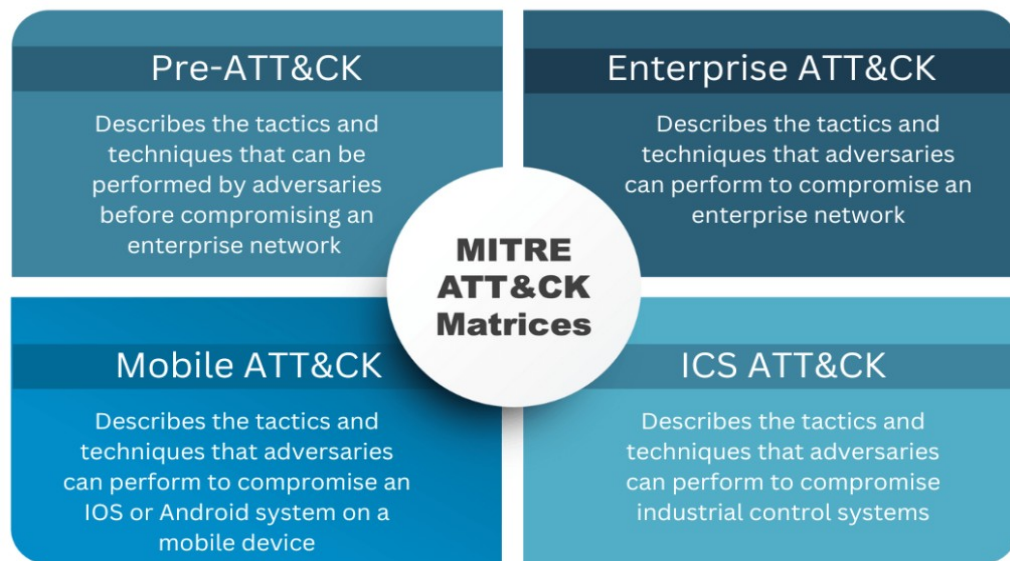 Pre-ATT&CK
Describes the tactics and
techniques that can be
performed by adversaries
before compromising an
enterprise network
Enterprise ATT&CK
Describes the tactics and
techniques that adversaries
can perform to compromise an
enterprise network
MITRE
ATT&CK
Matrices
Mobile ATT&CK
Describes the tactics and
techniques that adversaries
can perform to compromise an
IOS or Android system on a
mobile device
ICS ATT&CK
Describes the tactics and
techniques that adversaries
can perform to compromise
industrial control systems